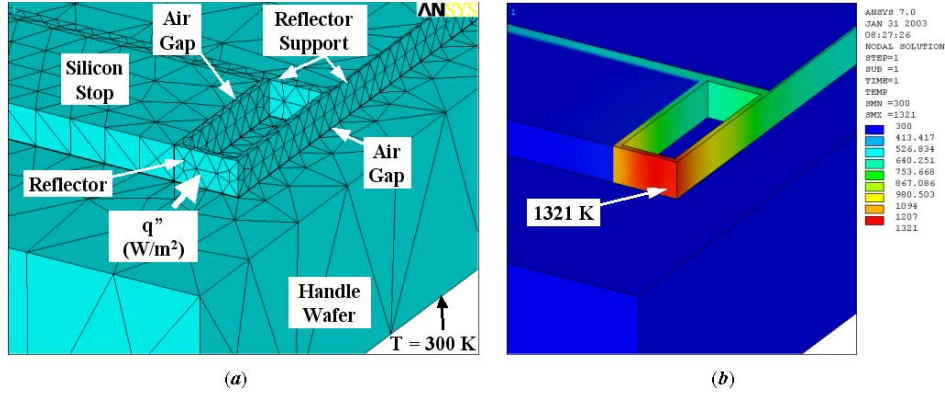 Air
Gap
Reflector
Support
Silicon
Stop
Air
Gap
Reflector
q”
(W/m²)
Handle
Wafer
T = 300 K
(a)
1
1321 K
ANSYS 7.0
JAN 31 2003
08:27:26
NODAL SOLUTION
STEP=1
SUB =1
TIME=1
TEMP
SMN =300
SMX =1321
300
413.417
526.834
640.251
753.668
867.086
980.503
1094
1207
1321
(b)